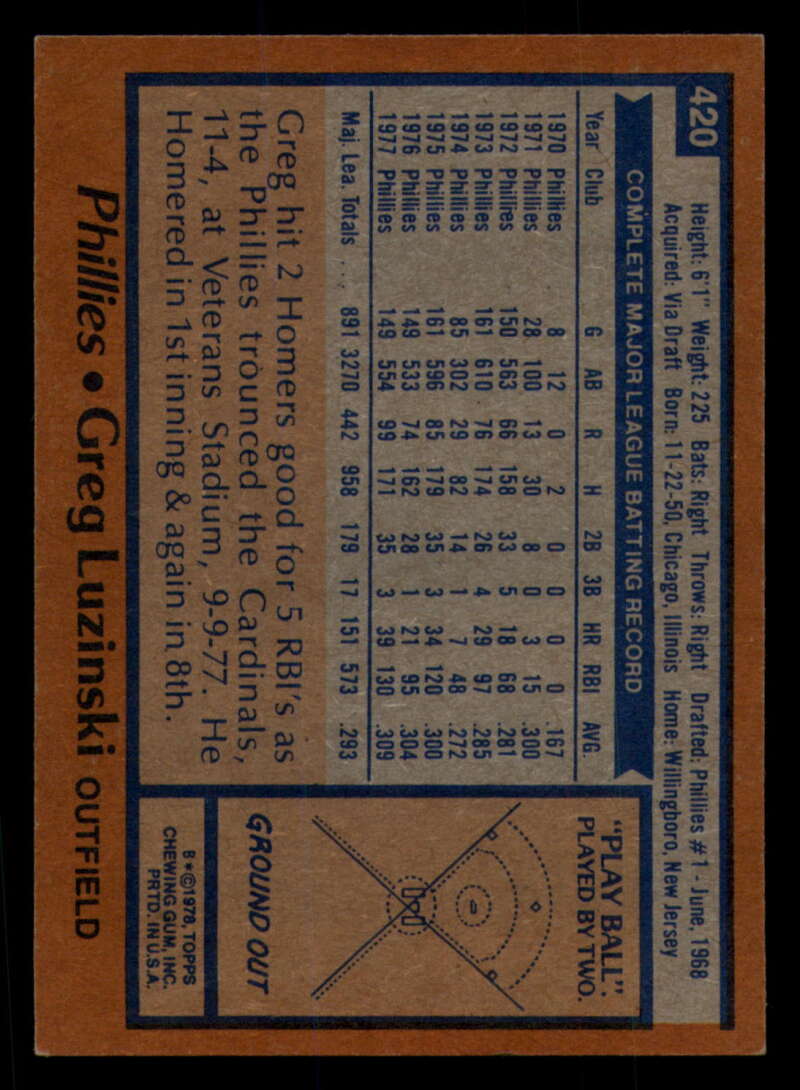 420
Height: 6'1" Weight: 225 Bats: Right Throws: Right Drafted: Phillies #1 - June, 1968
Acquired: Via Draft Born: 11-22-50, Chicago, Illinois Home: Willingboro, New Jersey
COMPLETE MAJOR LEAGUE BATTING RECORD
Year Club G AB R H 2B 3B HR RBI AVG.
1970 Phillies 8 12 0 2 0 0 0 0 .167
1971 Phillies 28 100 13 30 8 0 3 15 .300
1972 Phillies 150 563 66 158 33 5 18 68 .281
1973 Phillies 161 610 76 174 26 4 29 97 .285
1974 Phillies 85 302 29 82 14 1 7 48 .272
1975 Phillies 161 596 85 179 35 3 34 120 .300
1976 Phillies 149 533 74 162 28 1 21 95 .304
1977 Phillies 149 554 99 171 35 3 39 130 .309
Maj. Lea. Totals ... 891 3270 442 958 179 17 151 573 .293
Greg hit 2 Homers good for 5 RBI's as
the Phillies trounced the Cardinals,
11-4, at Veterans Stadium, 9-9-77. He
Homered in 1st inning & again in 8th.
"PLAY BALL"
PLAYED BY TWO.
GROUND OUT
B*©1978, TOPPS
CHEWING GUM, INC.
PRTD. IN U.S.A.
Phillies • Greg Luzinski OUTFIELD